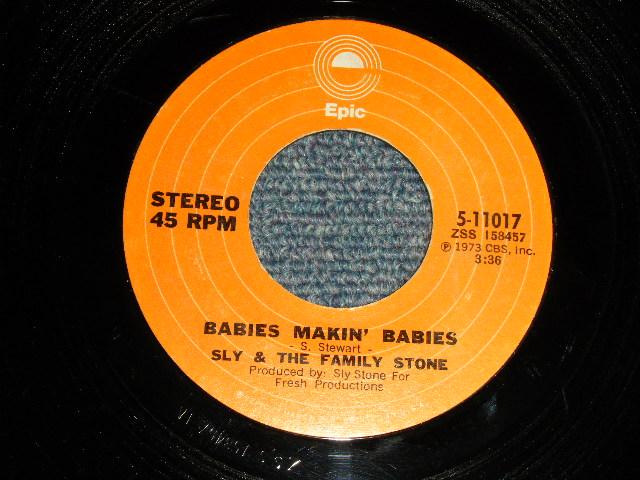 Epic
STEREO
45 RPM
5-11017
ZSS 158457
℗ 1973 CBS, Inc.
3:36
BABIES MAKIN' BABIES
- S. Stewart -
SLY & THE FAMILY STONE
Produced by: Sly Stone For
Fresh Productions